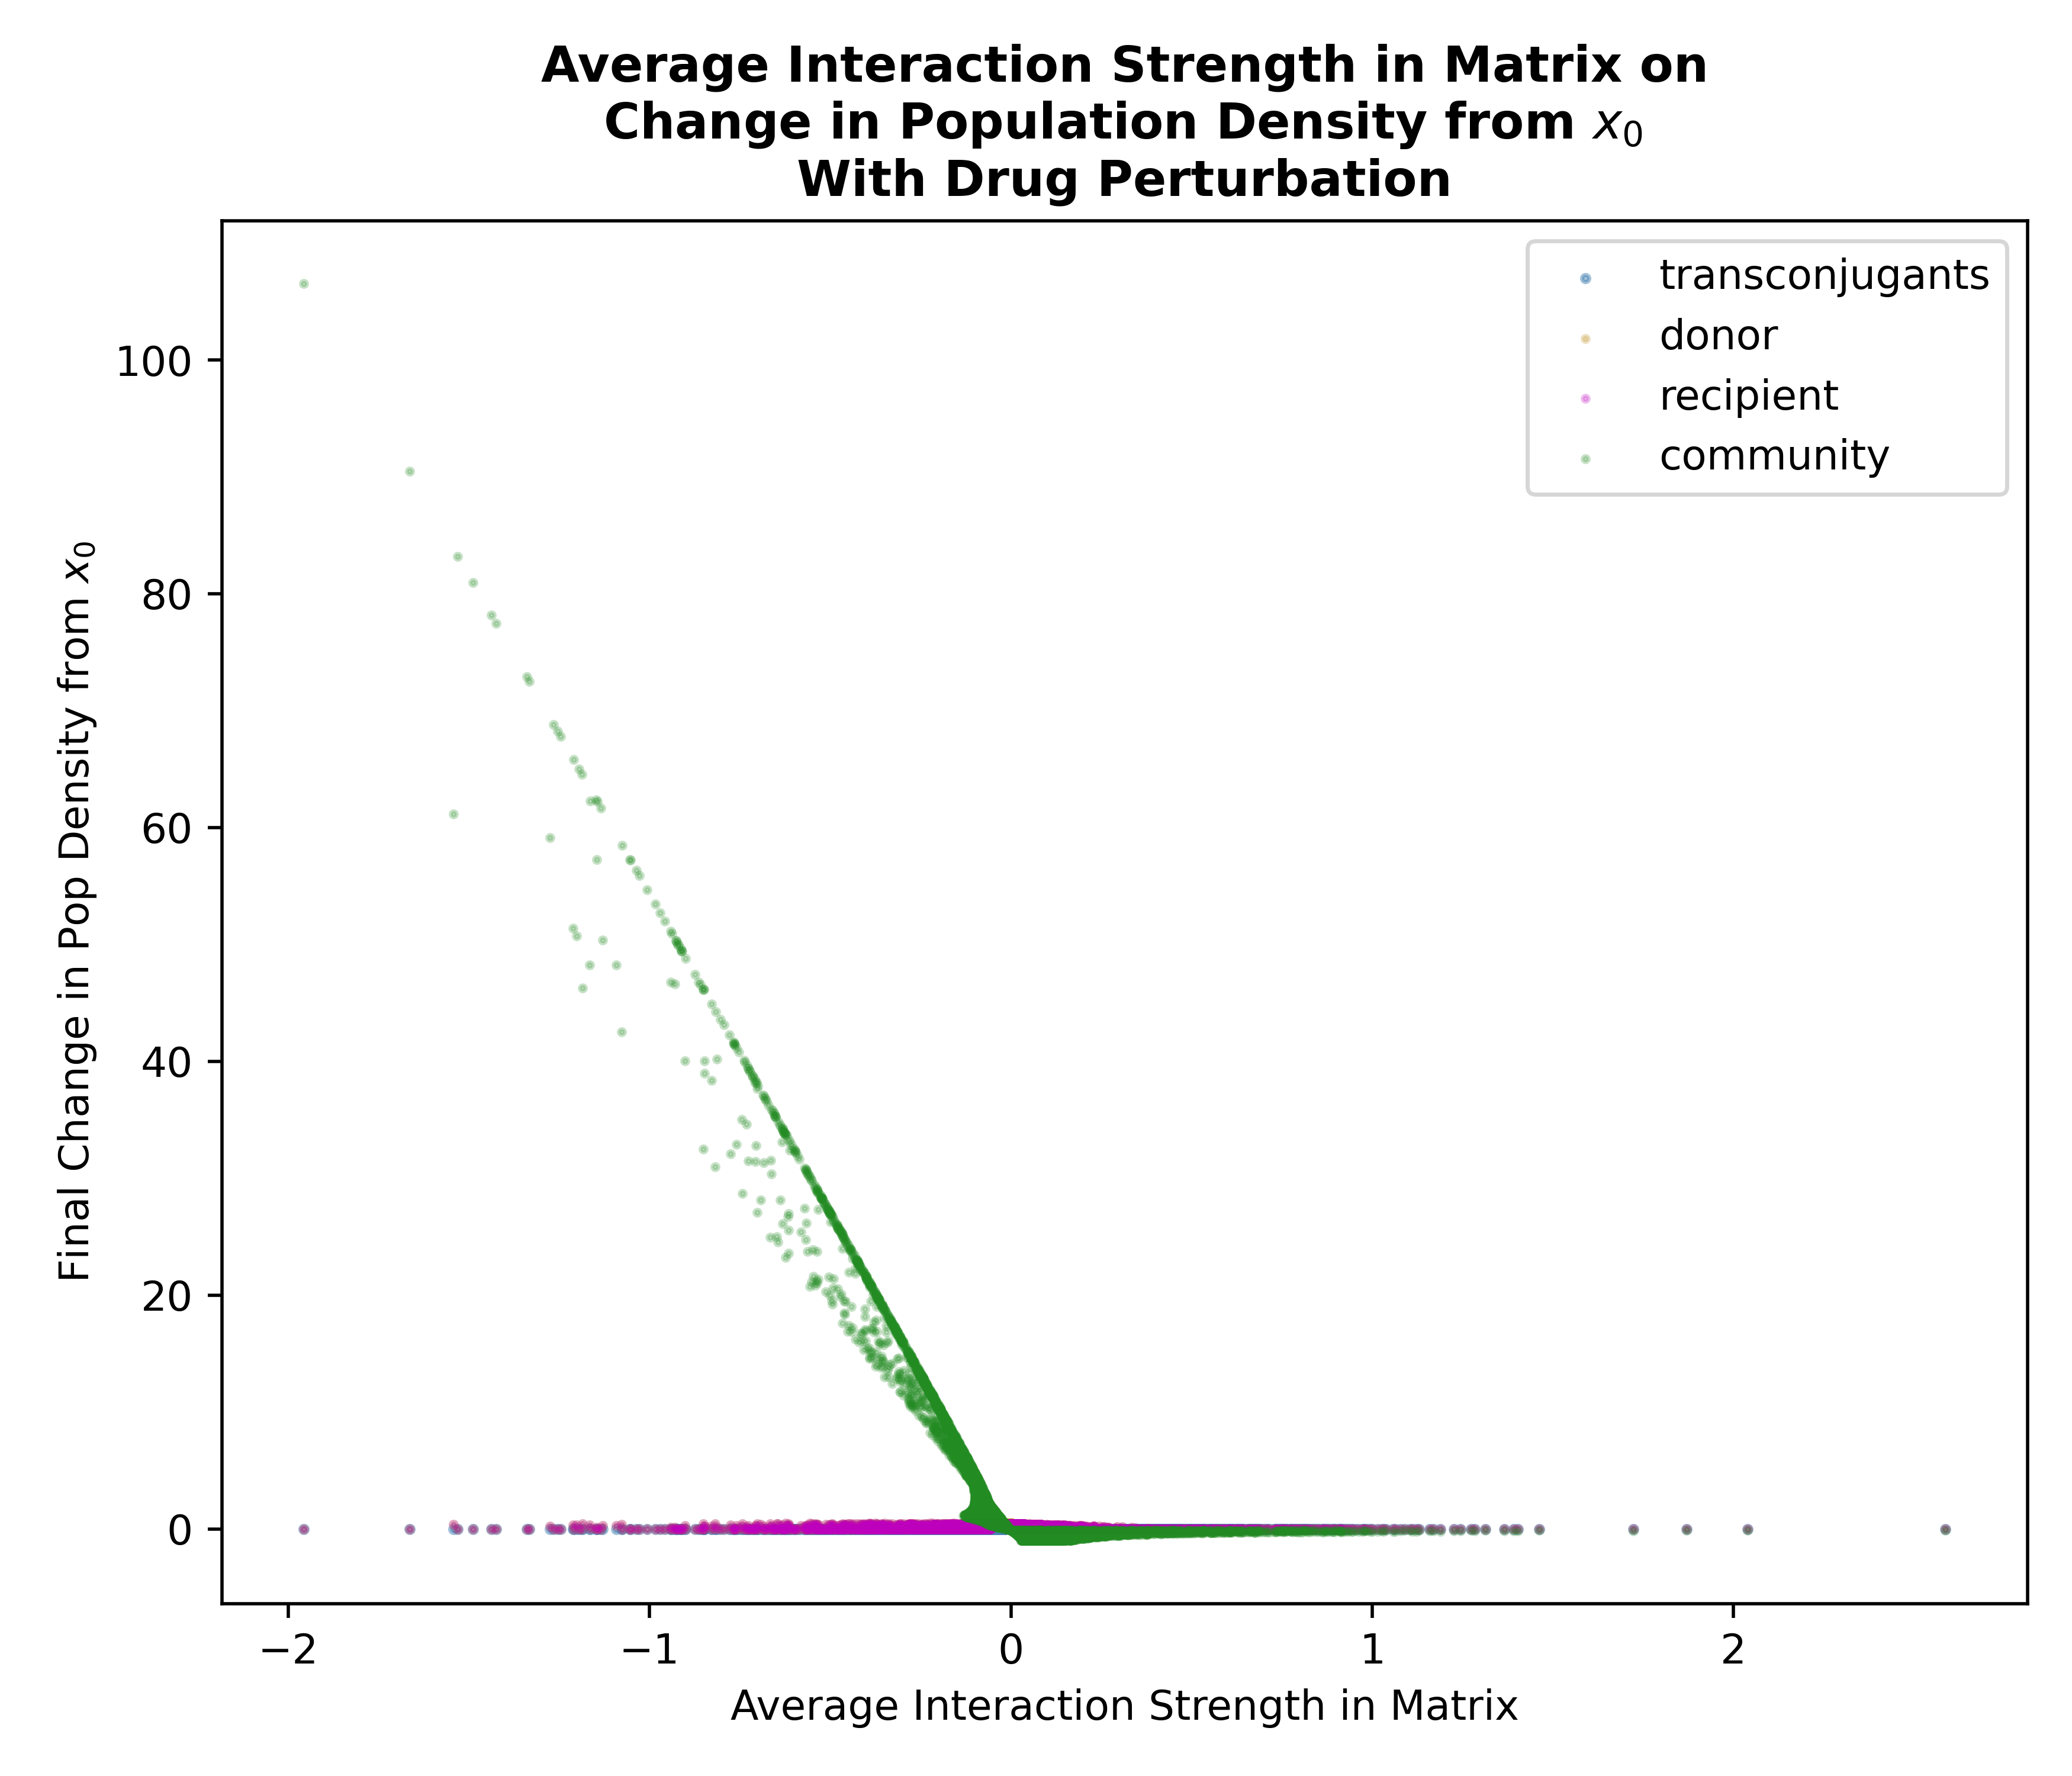 Average Interaction Strength in Matrix on
Change in Population Density from x₀
With Drug Perturbation
transconjugants
donor
recipient
community
Final Change in Pop Density from x₀
100
80
60
40
20
0
−2
−1
0
1
2
Average Interaction Strength in Matrix